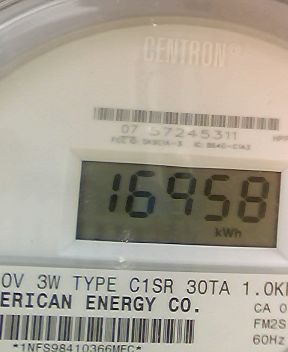 CENTRON®
07 57245311
16958
kWh
0V 3W TYPE C1SR 30TA 1.0K
ERICAN ENERGY CO.
CA 0
FM2S
60Hz
*1NFS98410366MFC*